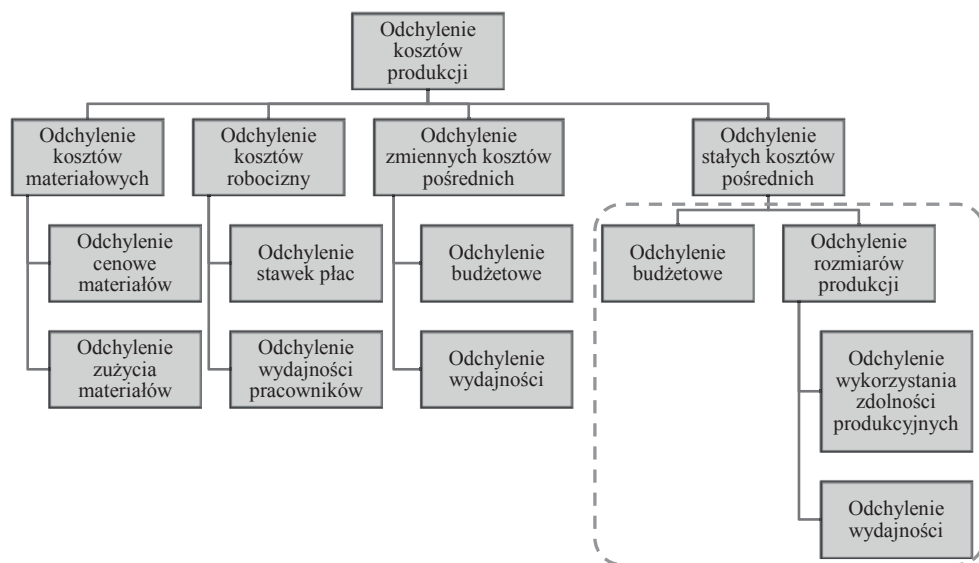 Odchylenie
kosztów
produkcji
Odchylenie
kosztów
materiałowych
Odchylenie
kosztów
robocizny
Odchylenie
zmiennych kosztów
pośrednich
Odchylenie
stałych kosztów
pośrednich
Odchylenie
cenowe
materiałów
Odchylenie
stawek płac
Odchylenie
budżetowe
Odchylenie
budżetowe
Odchylenie
rozmiarów
produkcji
Odchylenie
zużycia
materiałów
Odchylenie
wydajności
pracowników
Odchylenie
wydajności
Odchylenie
wykorzystania
zdolności
produkcyjnych
Odchylenie
wydajności